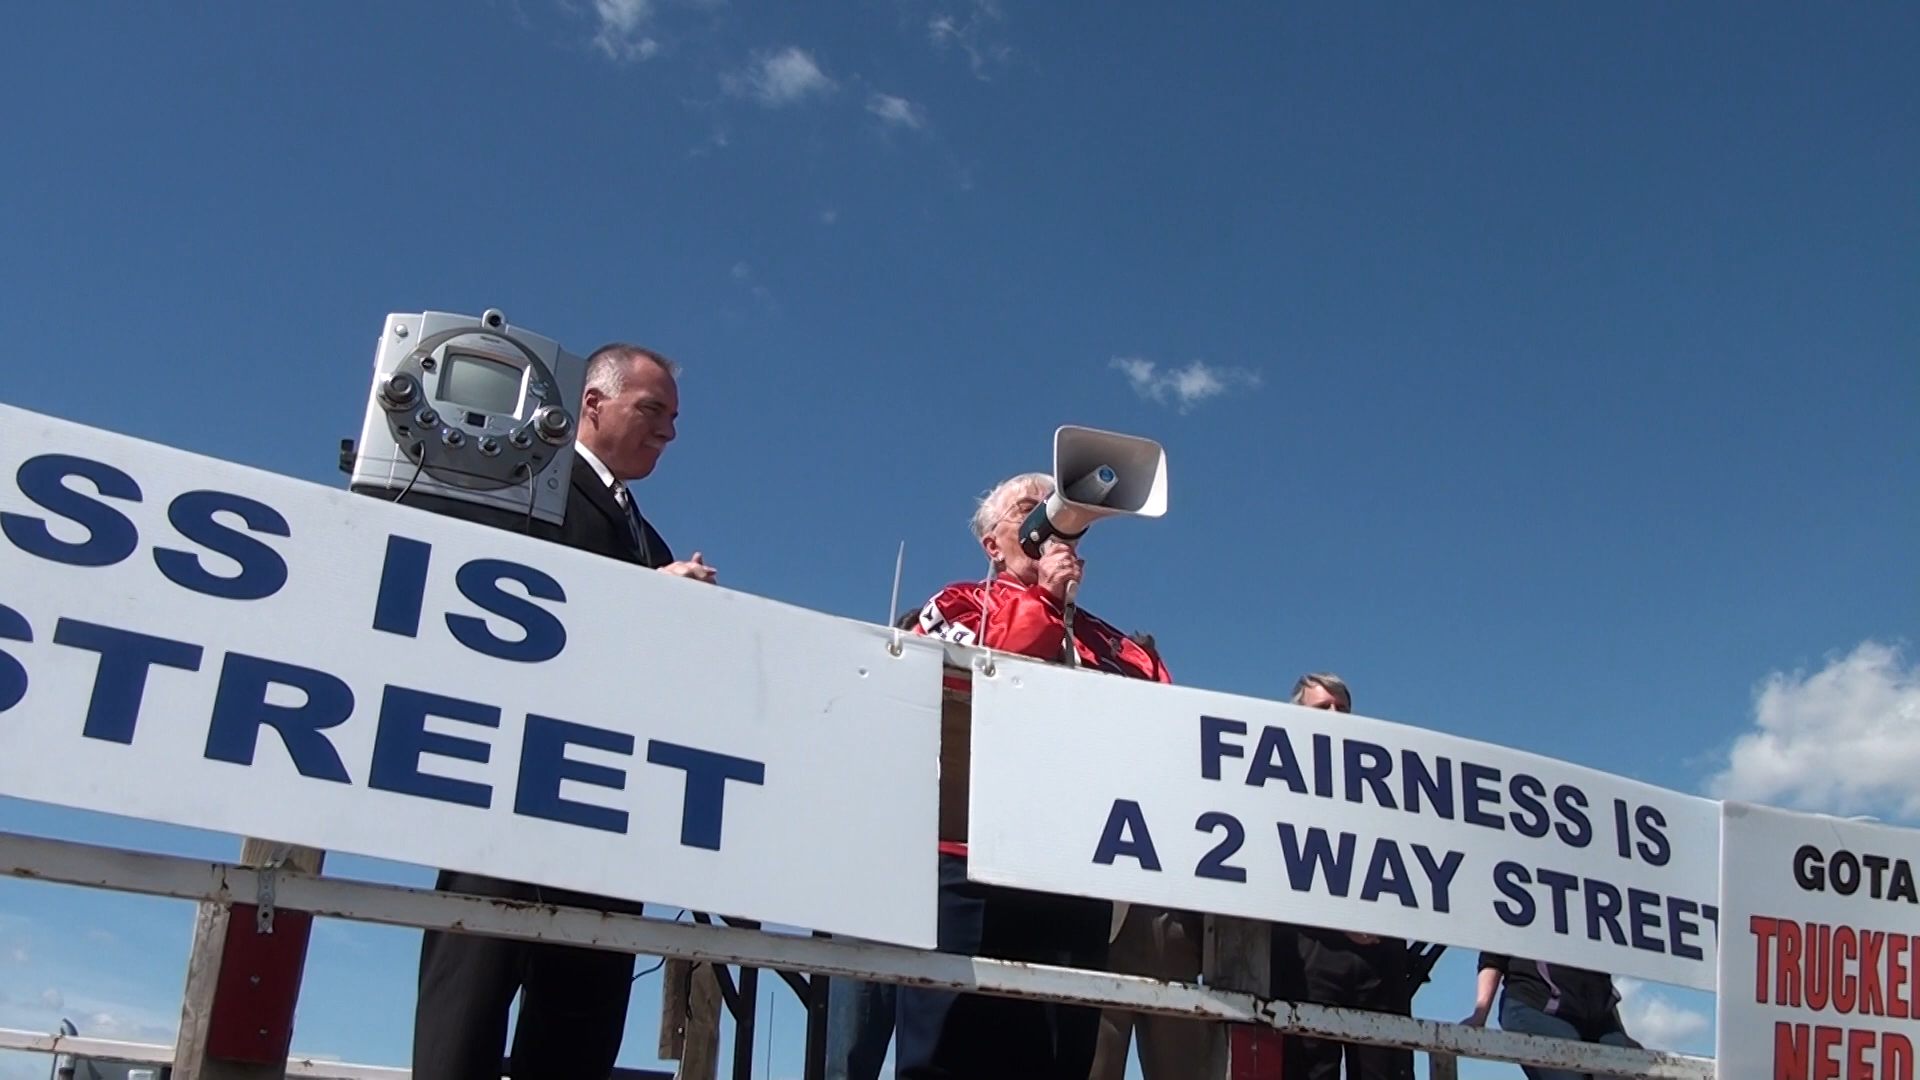 SS IS
STREET
FAIRNESS IS
A 2 WAY STREET
GOTA
TRUCKE
NEED